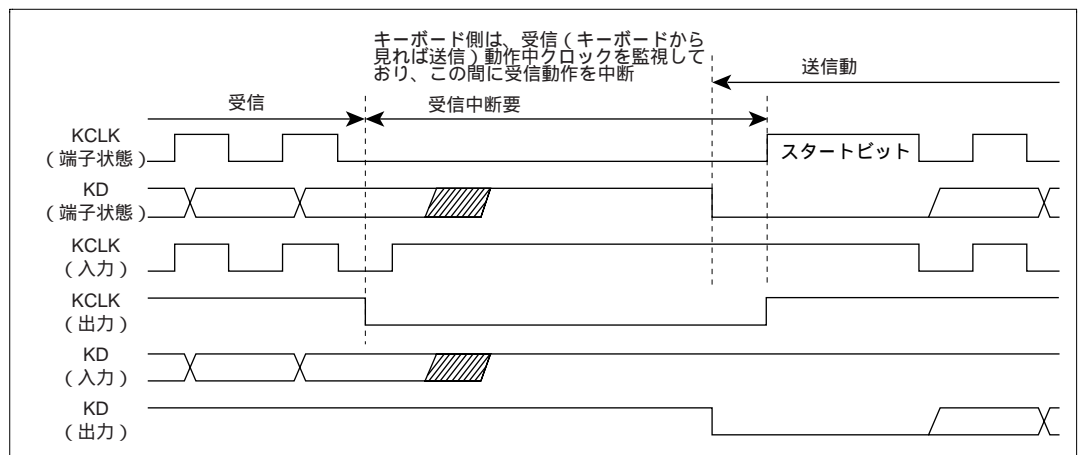 キーボード側は、受信（キーボードから
見れば送信）動作中クロックを監視して
おり、この間に受信動作を中断
送信動
受信
受信中断要
KCLK
（端子状態）
スタートビット
KD
（端子状態）
KCLK
（入力）
KCLK
（出力）
KD
（入力）
KD
（出力）